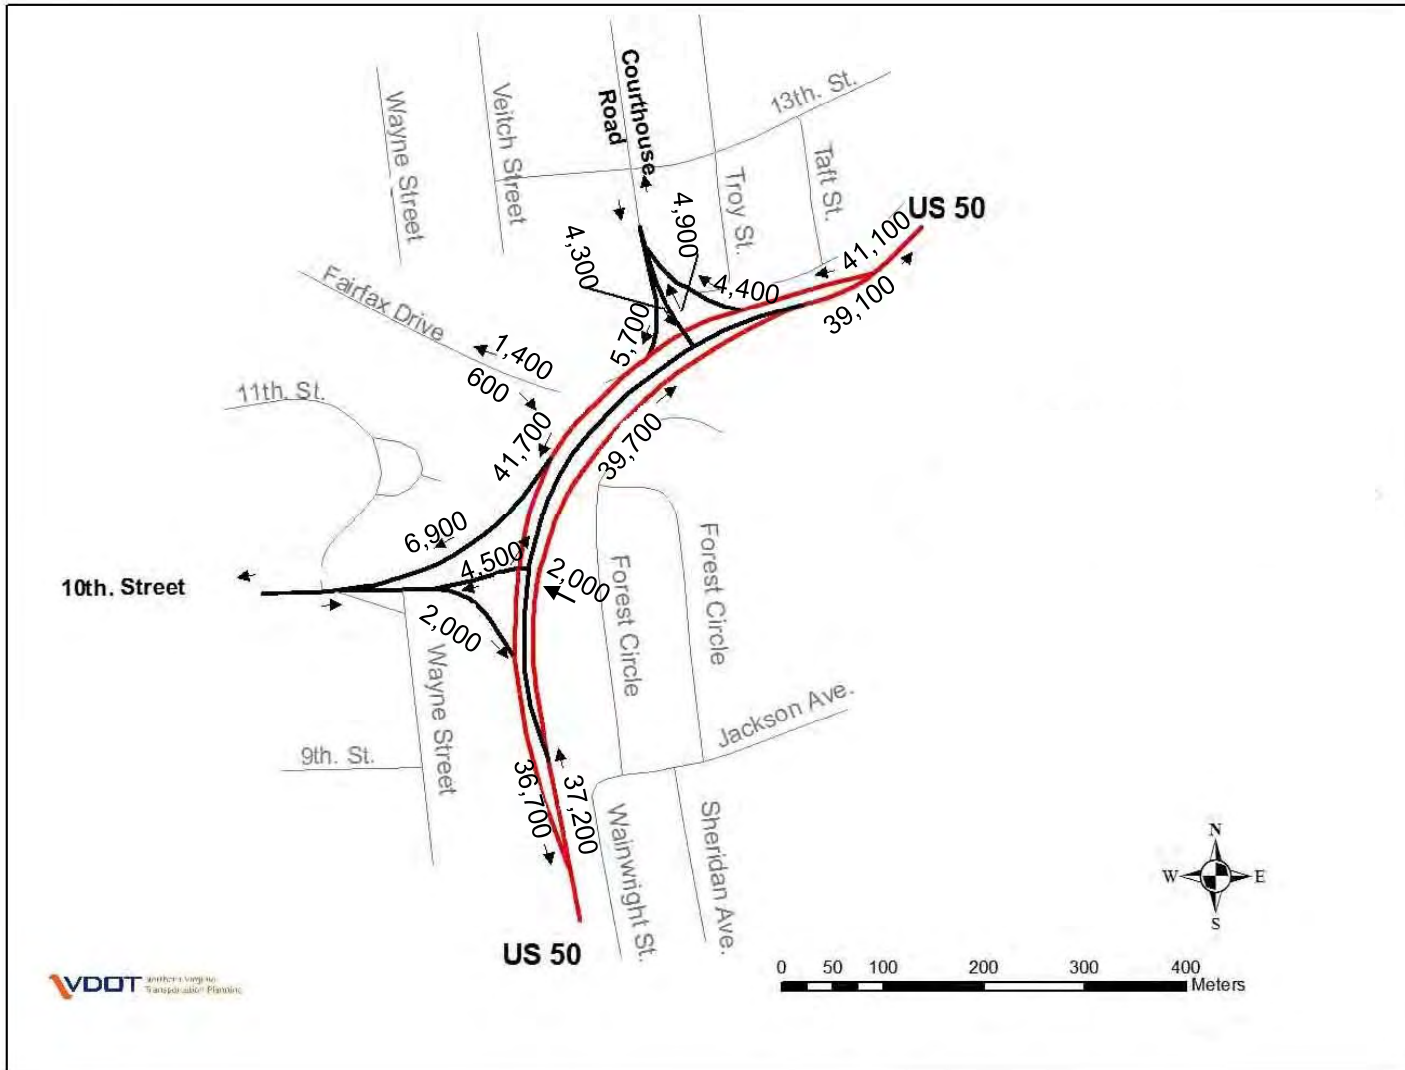 Courthouse
Road
Wayne Street
Veitch Street
13th. St.
Troy St.
Taft St.
US 50
41,100
39,100
4,900
4,300
4,400
5,700
Fairfax Drive
1,400
600
11th. St.
41,700
39,700
6,900
4,500
2,000
10th. Street
2,000
Forest Circle
Forest Circle
Wayne Street
Jackson Ave.
9th. St.
36,700
37,200
Wainwright St.
Sheridan Ave.
US 50
N
W E
S
VDOT
Transportation Planning
0 50 100 200 300 400
Meters